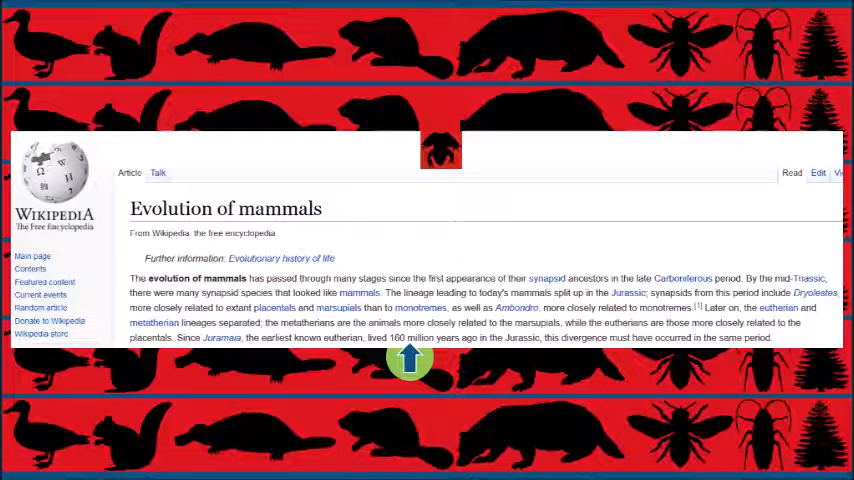 Article Talk Read Edit
WIKIPEDIA
The Free Encyclopedia
Main page
Contents
Featured content
Current events
Random article
Donate to Wikipedia
Wikipedia store
Evolution of mammals
From Wikipedia, the free encyclopedia
Further information: Evolutionary history of life
The evolution of mammals has passed through many stages since the first appearance of their synapsid ancestors in the late Carboniferous period. By the mid-Triassic,
there were many synapsid species that looked like mammals. The lineage leading to today's mammals split up in the Jurassic; synapsids from this period include Dryolestes,
more closely related to extant placentals and marsupials than to monotremes, as well as Ambondro, more closely related to monotremes.[1] Later on, the eutherian and
metatherian lineages separated; the metatherians are the animals more closely related to the marsupials, while the eutherians are those more closely related to the
placentals. Since Juramaia, the earliest known eutherian, lived 160 million years ago in the Jurassic, this divergence must have occurred in the same period.